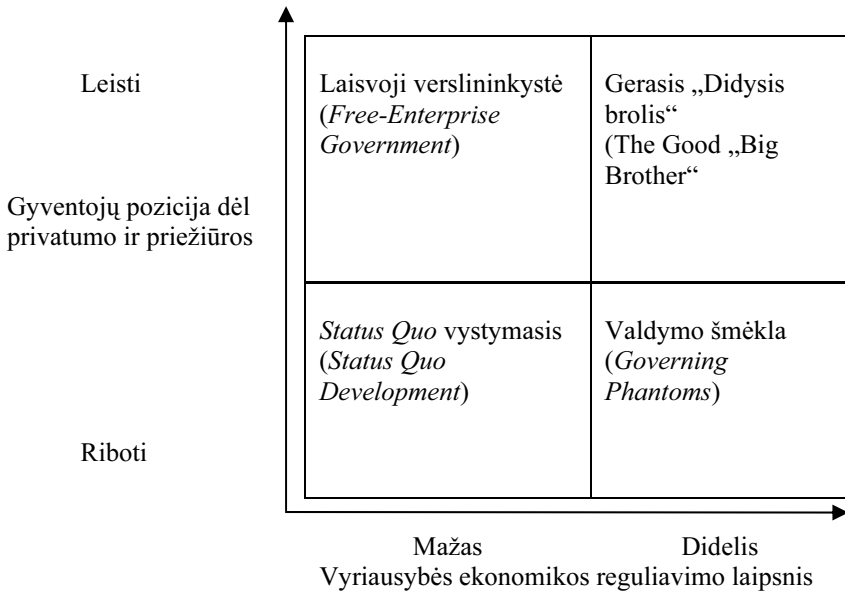 Leisti
Laisvoji verslininkystė
(Free-Enterprise
Government)
Gerasis „Didysis
brolis“
(The Good „Big
Brother“
Gyventojų pozicija dėl
privatumo ir priežiūros
Status Quo vystymasis
(Status Quo
Development)
Valdymo šmėkla
(Governing
Phantoms)
Riboti
Mažas
Didelis
Vyriausybės ekonomikos reguliavimo laipsnis